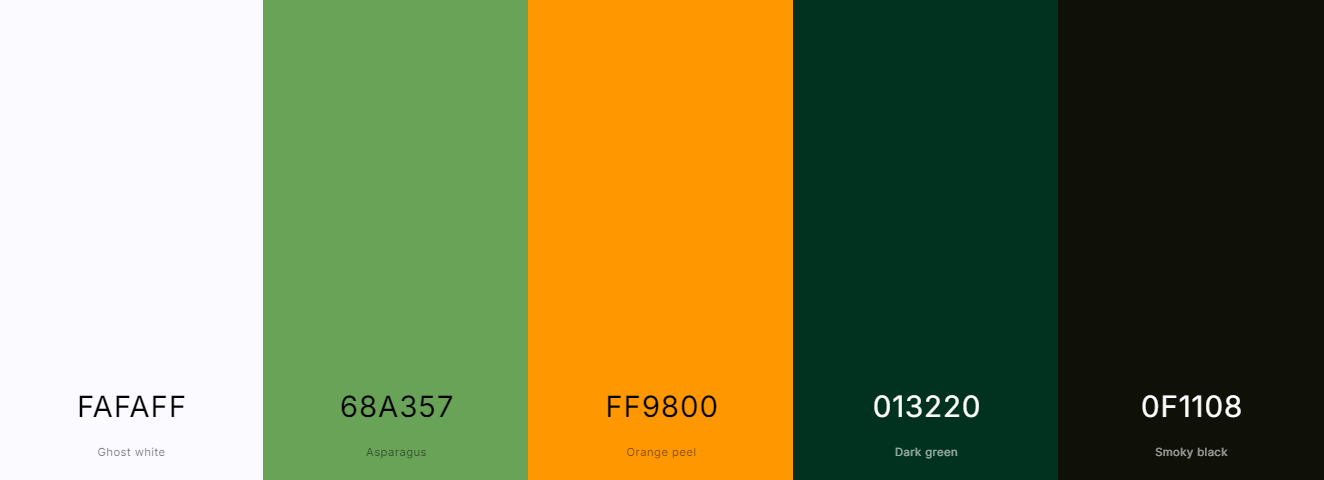 FAFAFF
Ghost white
68A357
Asparagus
FF9800
Orange peel
013220
Dark green
0F1108
Smoky black